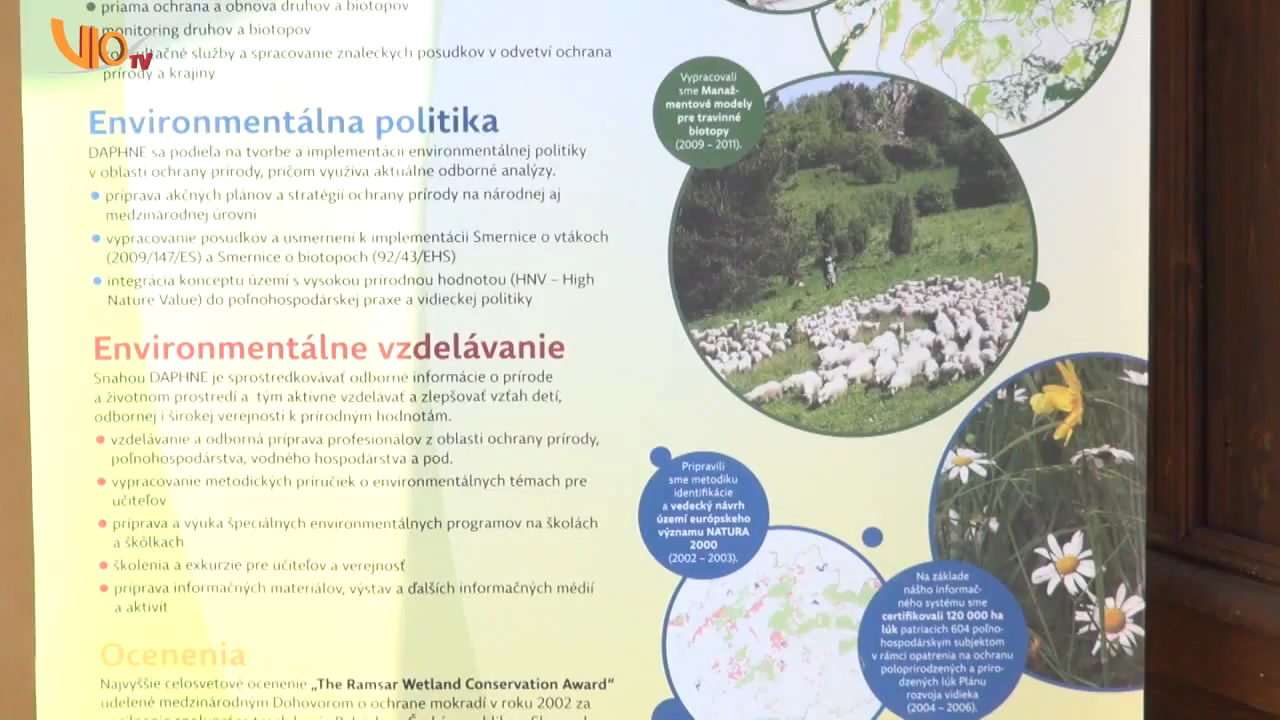 priama ochrana a obnova druhov a biotopov
monitoring druhov a biotopov
služby a spracovanie znaleckých posudkov v odvetví ochrana
prírody a krajiny
VIO TV
Environmentálna politika
DAPHNE sa podieľa na tvorbe a implementácii environmentálnej politiky
v oblasti ochrany prírody, pričom využíva aktuálne odborné analýzy.
príprava akčných plánov a stratégií ochrany prírody na národnej aj
medzinárodnej úrovni
vypracovanie posudkov a usmernení k implementácii Smernice o vtákoch
(2009/147/ES) a Smernice o biotopoch (92/43/EHS)
integrácia konceptu území s vysokou prírodnou hodnotou (HNV – High
Nature Value) do poľnohospodárskej praxe a vidieckej politiky
Environmentálne vzdelávanie
Snahou DAPHNE je sprostredkovávať odborné informácie o prírode
a životnom prostredí a tým aktívne vzdelávať a zlepšovať vzťah detí,
odbornej i širokej verejnosti k prírodným hodnotám.
vzdelávanie a odborná príprava profesionálov z oblasti ochrany prírody,
poľnohospodárstva, vodného hospodárstva a pod.
vypracovanie metodických príručiek o environmentálnych témach pre
učiteľov
príprava a výuka špeciálnych environmentálnych programov na školách
a škôlkach
školenia a exkurzie pre učiteľov a verejnosť
príprava informačných materiálov, výstav a ďalších informačných médií
a aktivít
Ocenenia
Najvyššie celosvetové ocenenie „The Ramsar Wetland Conservation Award“
udelené medzinárodným Dohovorom o ochrane mokradí v roku 2002 za
Vypracovali
sme Manaž-
mentové modely
pre travinné
biotopy
(2009 – 2011).
Pripravili
sme metodiku
identifikácie
a vedecký návrh
území európskeho
významu NATURA
2000
(2002 – 2003).
Na základe
nášho informač-
ného systému sme
certifikovali 120 000 ha
lúk patriacich 604 poľno-
hospodárskym subjektom
v rámci opatrenia na ochranu
poloprirodzených a priro-
dzených lúk Plánu
rozvoja vidieka
(2004 – 2006).